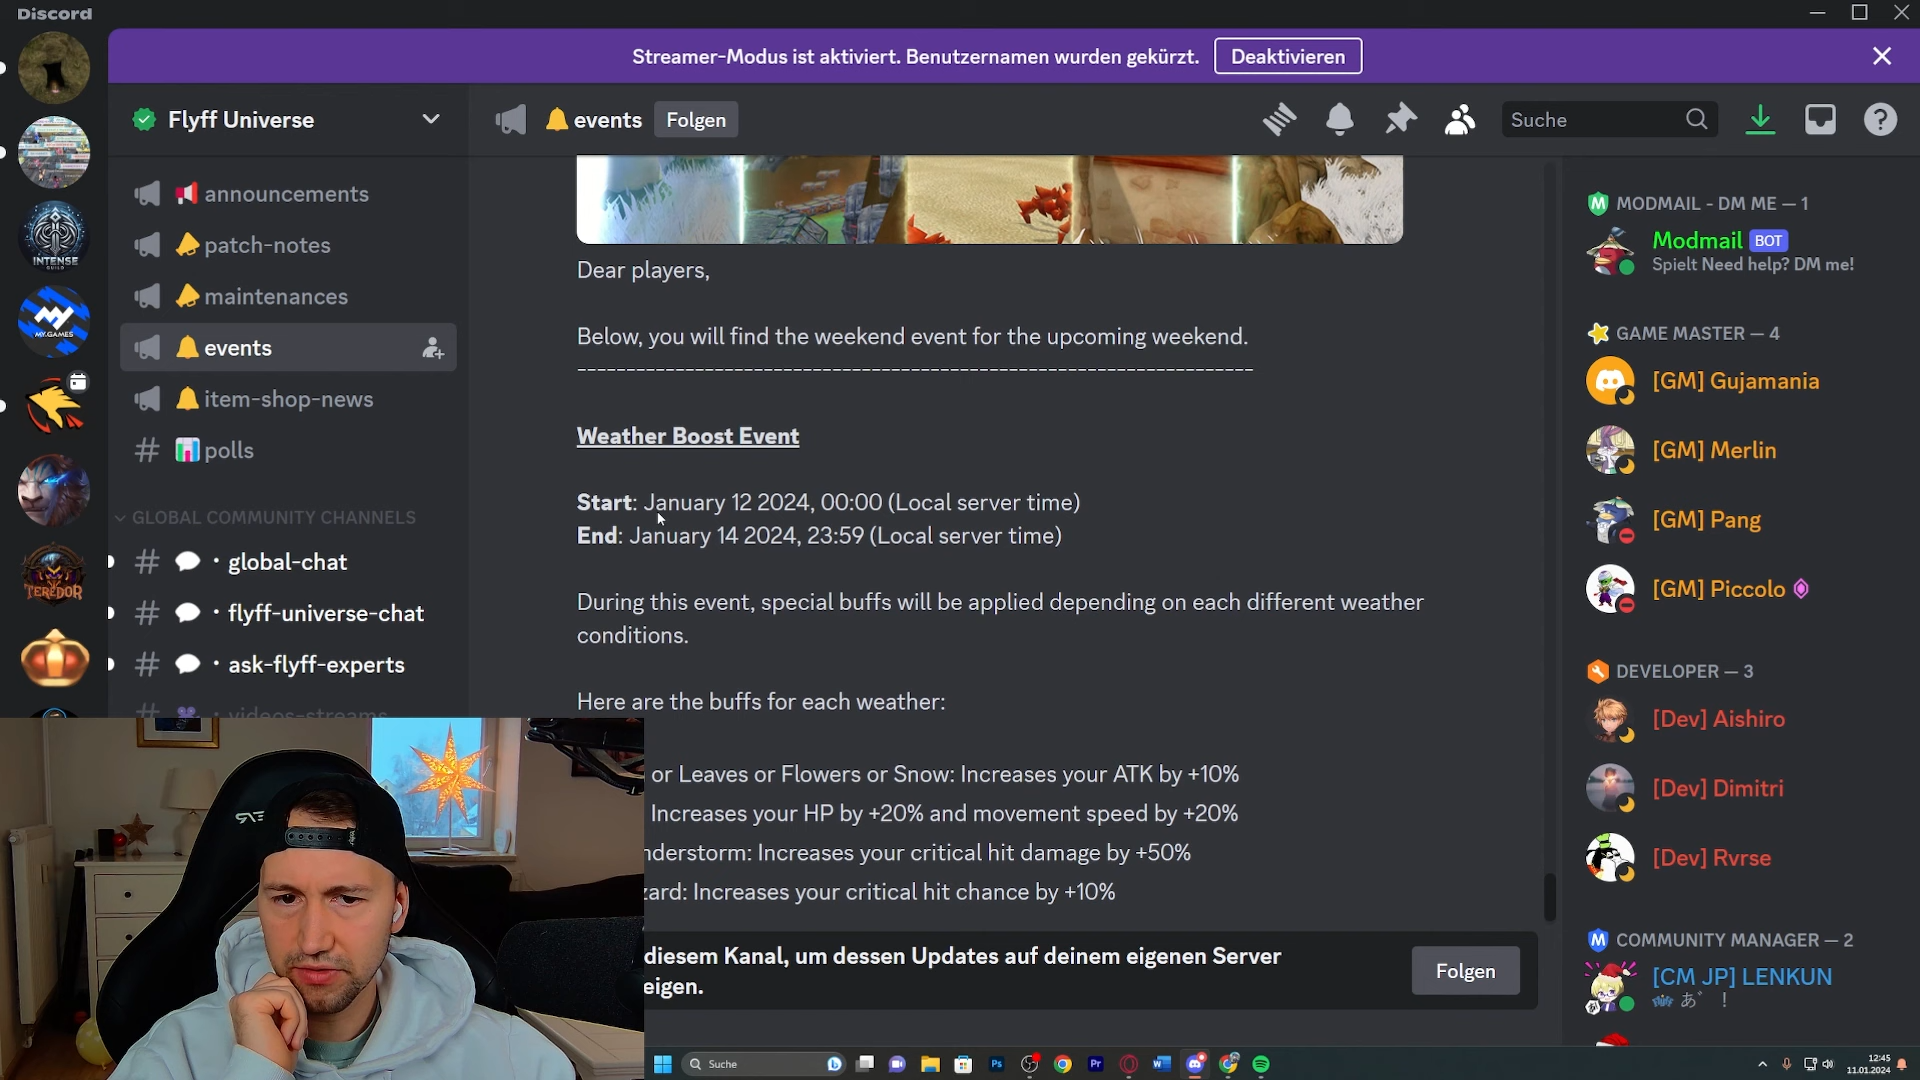 Discord
Streamer-Modus ist aktiviert. Benutzernamen wurden gekürzt.
Deaktivieren
Flyff Universe
events
Folgen
Suche
announcements
patch-notes
maintenances
events
item-shop-news
polls
GLOBAL COMMUNITY CHANNELS
· global-chat
· flyff-universe-chat
· ask-flyff-experts
· videos-streams
INTENSE
GUILD
MY.GAMES
TEREDOR
Dear players,
Below, you will find the weekend event for the upcoming weekend.
Weather Boost Event
Start: January 12 2024, 00:00 (Local server time)
End: January 14 2024, 23:59 (Local server time)
During this event, special buffs will be applied depending on each different weather
conditions.
Here are the buffs for each weather:
or Leaves or Flowers or Snow: Increases your ATK by +10%
Increases your HP by +20% and movement speed by +20%
nderstorm: Increases your critical hit damage by +50%
zard: Increases your critical hit chance by +10%
diesem Kanal, um dessen Updates auf deinem eigenen Server
eigen.
Folgen
MODMAIL - DM ME — 1
Modmail BOT
Spielt Need help? DM me!
GAME MASTER — 4
[GM] Gujamania
[GM] Merlin
[GM] Pang
[GM] Piccolo
DEVELOPER — 3
[Dev] Aishiro
[Dev] Dimitri
[Dev] Rvrse
COMMUNITY MANAGER — 2
[CM JP] LENKUN
あ゛！
Suche
Ps
Pr
W
12:45
11.01.2024